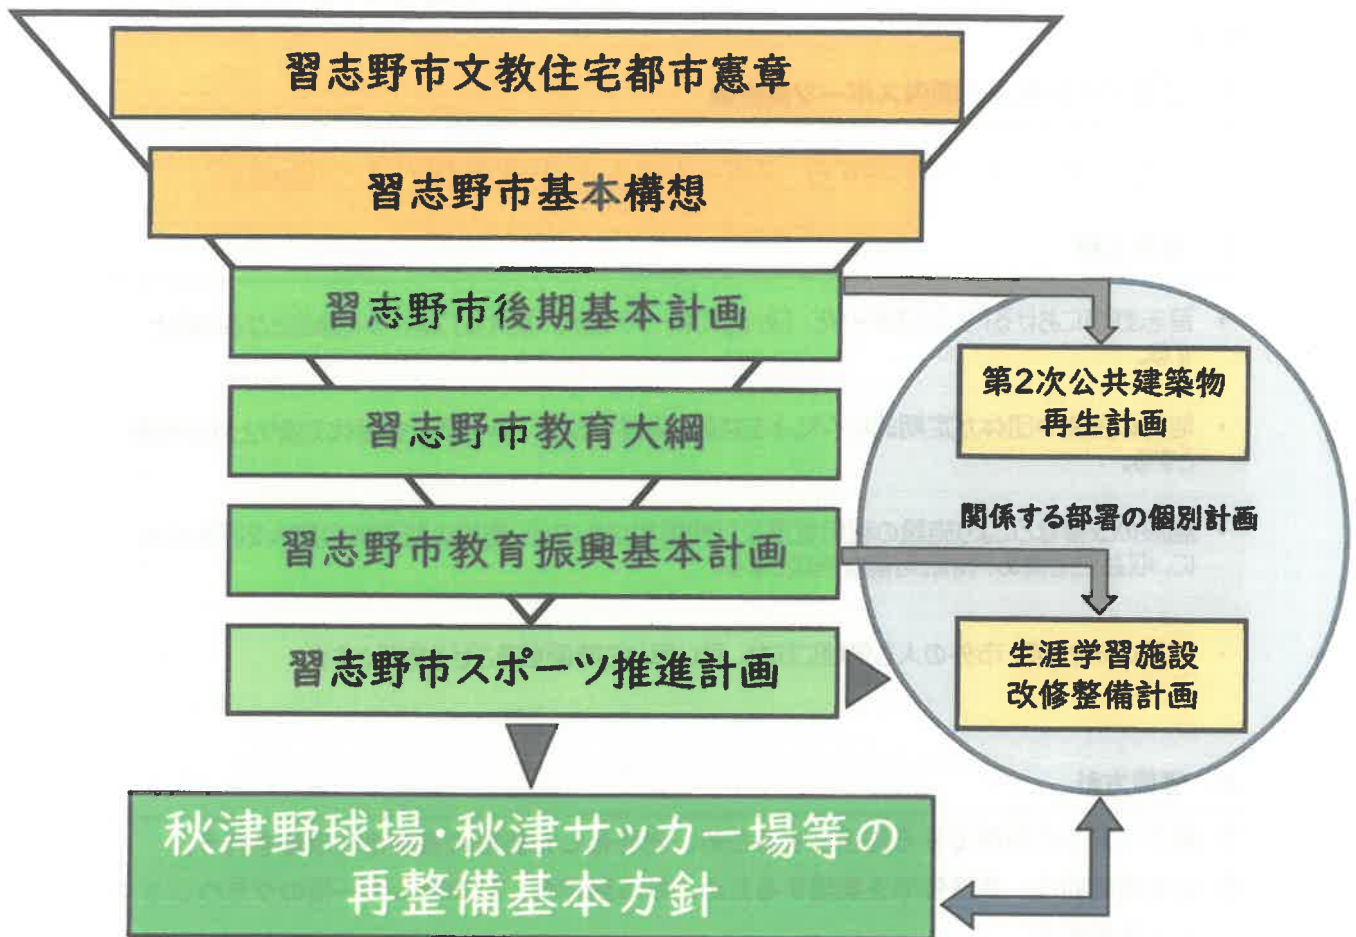 習志野市文教住宅都市憲章
習志野市基本構想
習志野市後期基本計画
習志野市教育大綱
習志野市教育振興基本計画
習志野市スポーツ推進計画
第2次公共建築物
再生計画
関係する部署の個別計画
生涯学習施設
改修整備計画
秋津野球場・秋津サッカー場等の
再整備基本方針